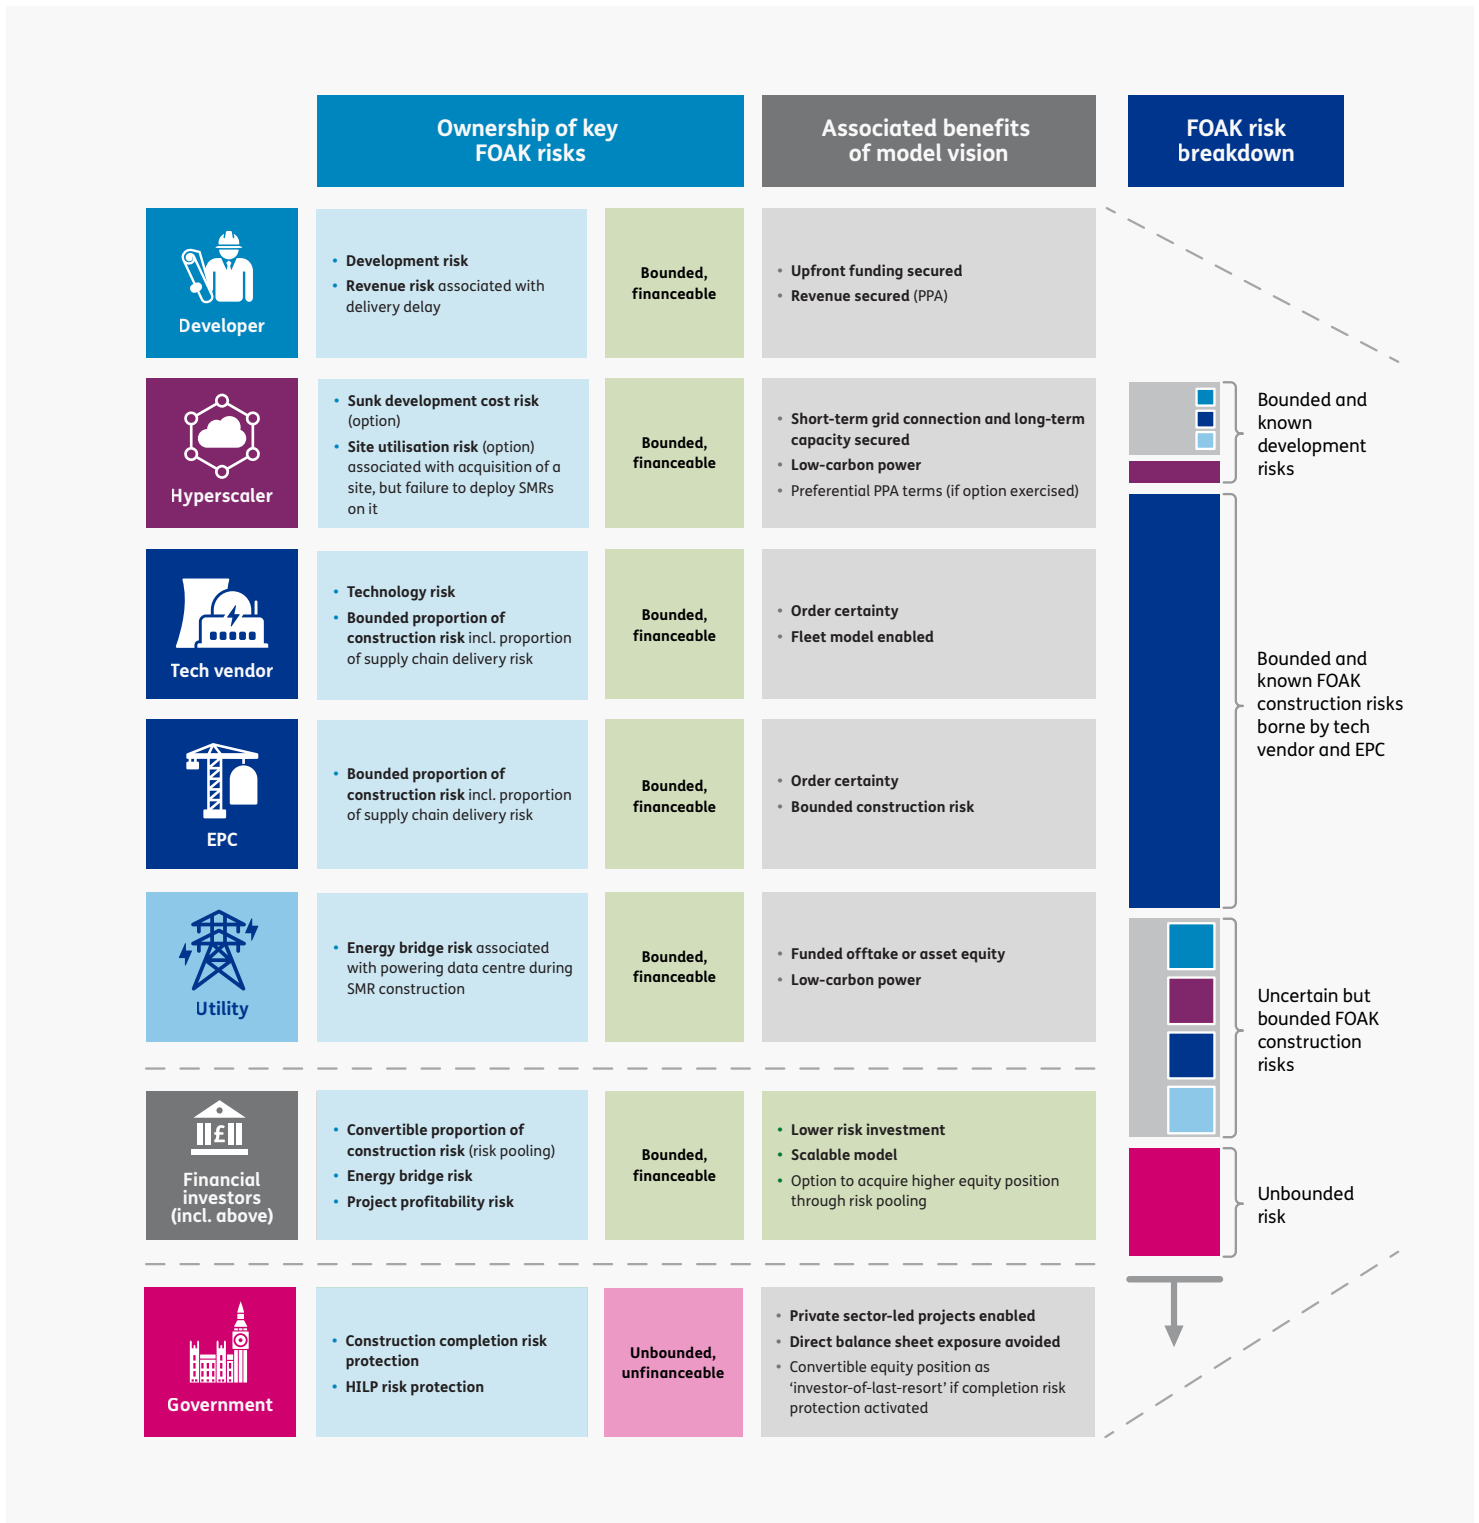 Ownership of key
FOAK risks
Associated benefits
of model vision
FOAK risk
breakdown
Developer
• Development risk
• Revenue risk associated with
delivery delay
Bounded,
financeable
• Upfront funding secured
• Revenue secured (PPA)
Hyperscaler
• Sunk development cost risk
(option)
• Site utilisation risk (option)
associated with acquisition of a
site, but failure to deploy SMRs
on it
Bounded,
financeable
• Short-term grid connection and long-term
capacity secured
• Low-carbon power
• Preferential PPA terms (if option exercised)
Tech vendor
• Technology risk
• Bounded proportion of
construction risk incl. proportion
of supply chain delivery risk
Bounded,
financeable
• Order certainty
• Fleet model enabled
EPC
• Bounded proportion of
construction risk incl. proportion
of supply chain delivery risk
Bounded,
financeable
• Order certainty
• Bounded construction risk
Utility
• Energy bridge risk associated
with powering data centre during
SMR construction
Bounded,
financeable
• Funded offtake or asset equity
• Low-carbon power
£
Financial
investors
(incl. above)
• Convertible proportion of
construction risk (risk pooling)
• Energy bridge risk
• Project profitability risk
Bounded,
financeable
• Lower risk investment
• Scalable model
• Option to acquire higher equity position
through risk pooling
Government
• Construction completion risk
protection
• HILP risk protection
Unbounded,
unfinanceable
• Private sector-led projects enabled
• Direct balance sheet exposure avoided
• Convertible equity position as
‘investor-of-last-resort’ if completion risk
protection activated
Bounded and
known
development
risks
Bounded and
known FOAK
construction risks
borne by tech
vendor and EPC
Uncertain but
bounded FOAK
construction
risks
Unbounded
risk